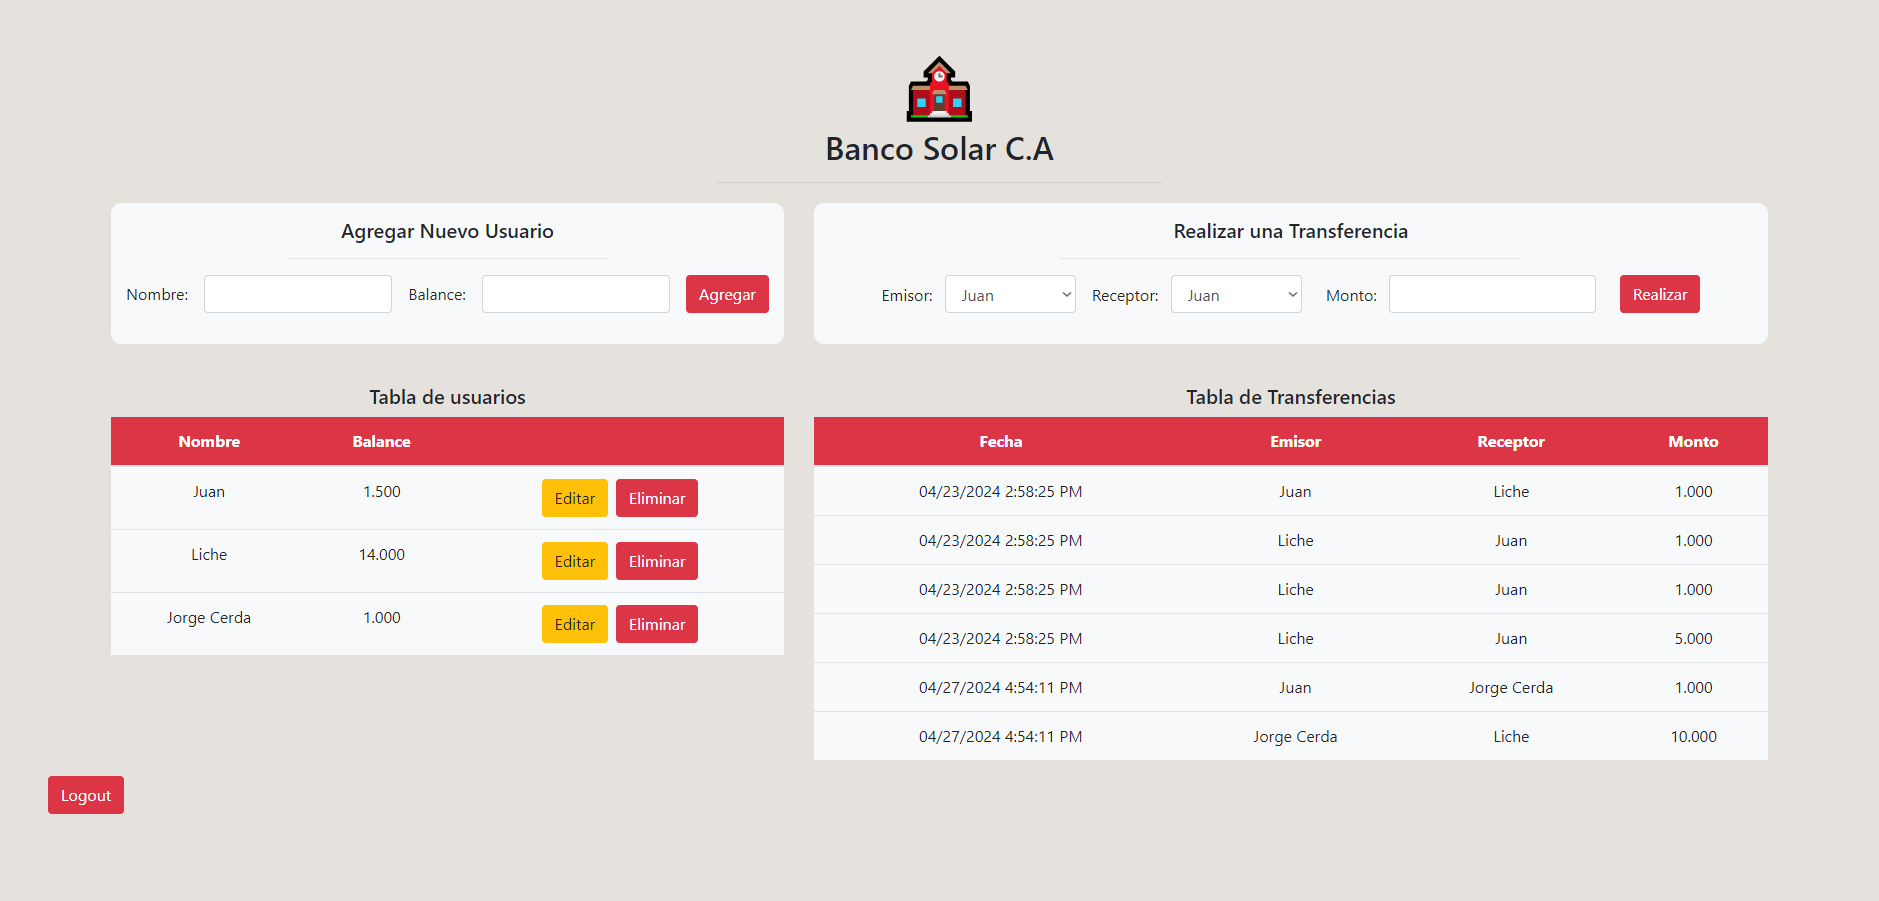 Banco Solar C.A
Agregar Nuevo Usuario
Nombre: Balance: Agregar
Realizar una Transferencia
Emisor: Juan Receptor: Juan Monto: Realizar
Tabla de usuarios
Nombre Balance
Juan 1.500 Editar Eliminar
Liche 14.000 Editar Eliminar
Jorge Cerda 1.000 Editar Eliminar
Tabla de Transferencias
Fecha Emisor Receptor Monto
04/23/2024 2:58:25 PM Juan Liche 1.000
04/23/2024 2:58:25 PM Liche Juan 1.000
04/23/2024 2:58:25 PM Liche Juan 1.000
04/23/2024 2:58:25 PM Liche Juan 5.000
04/27/2024 4:54:11 PM Juan Jorge Cerda 1.000
04/27/2024 4:54:11 PM Jorge Cerda Liche 10.000
Logout